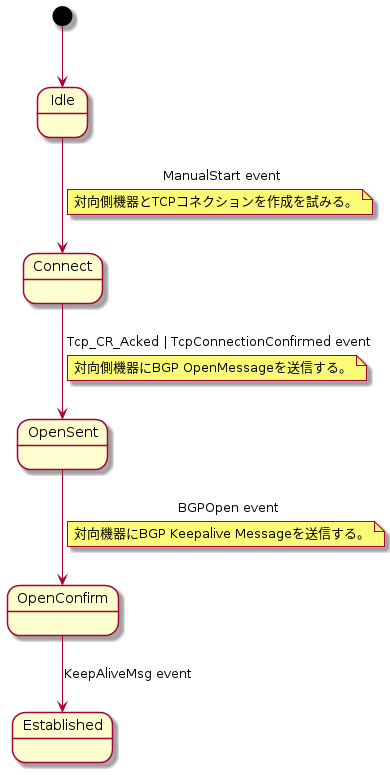 Idle
ManualStart event
対向側機器とTCPコネクションを作成を試みる。
Connect
Tcp_CR_Acked | TcpConnectionConfirmed event
対向側機器にBGP OpenMessageを送信する。
OpenSent
BGPOpen event
対向機器にBGP Keepalive Messageを送信する。
OpenConfirm
KeepAliveMsg event
Established